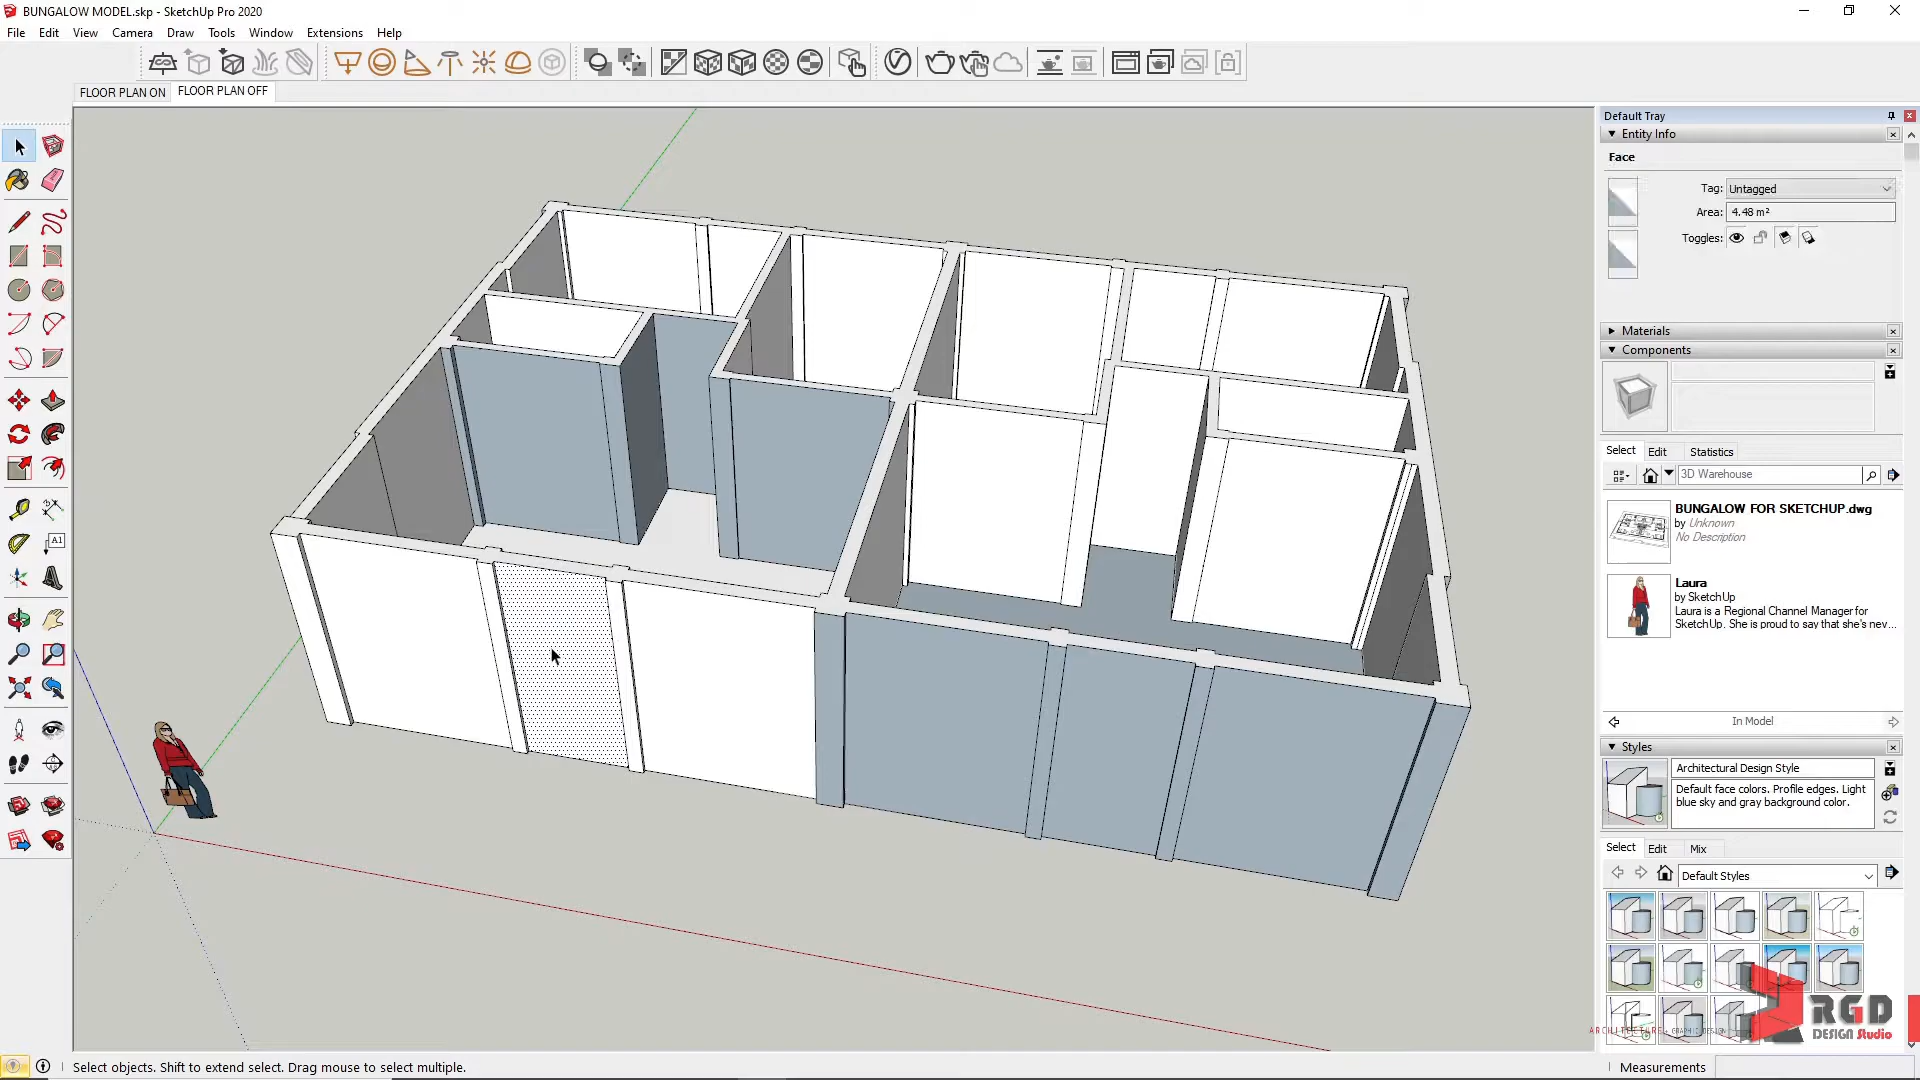 BUNGALOW MODEL.skp - SketchUp Pro 2020
File Edit View Camera Draw Tools Window Extensions Help
FLOOR PLAN ON FLOOR PLAN OFF
Default Tray
Entity Info
Face
Tag: Untagged
Area: 4.48 m²
Toggles:
Materials
Components
Select Edit Statistics
3D Warehouse
BUNGALOW FOR SKETCHUP.dwg
by Unknown
No Description
Laura
by SketchUp
Laura is a Regional Channel Manager for
SketchUp. She is proud to say that she's nev...
In Model
Styles
Architectural Design Style
Default face colors. Profile edges. Light
blue sky and gray background color.
Select Edit Mix
Default Styles
A1
RGD
DESIGN Studio
ARCHITECTURE + GRAPHIC DESIGN
Select objects. Shift to extend select. Drag mouse to select multiple.
Measurements